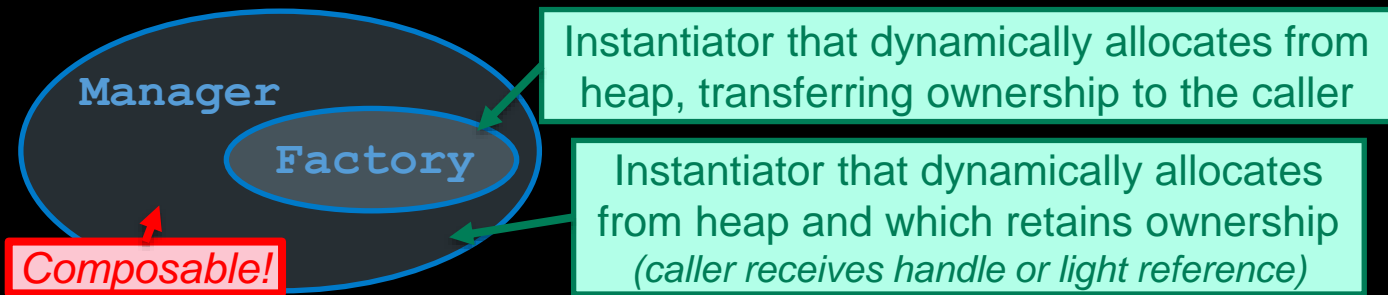 Manager
Factory
Composable!
Instantiator that dynamically allocates from
heap, transferring ownership to the caller
Instantiator that dynamically allocates
from heap and which retains ownership
(caller receives handle or light reference)